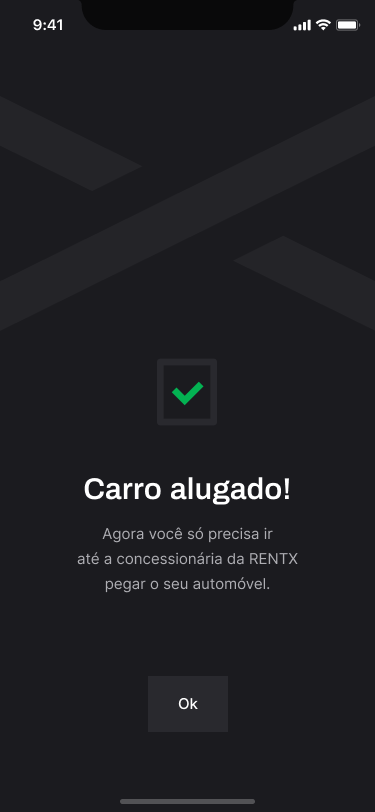 9:41
Carro alugado!
Agora você só precisa ir
até a concessionária da RENTX
pegar o seu automóvel.
Ok